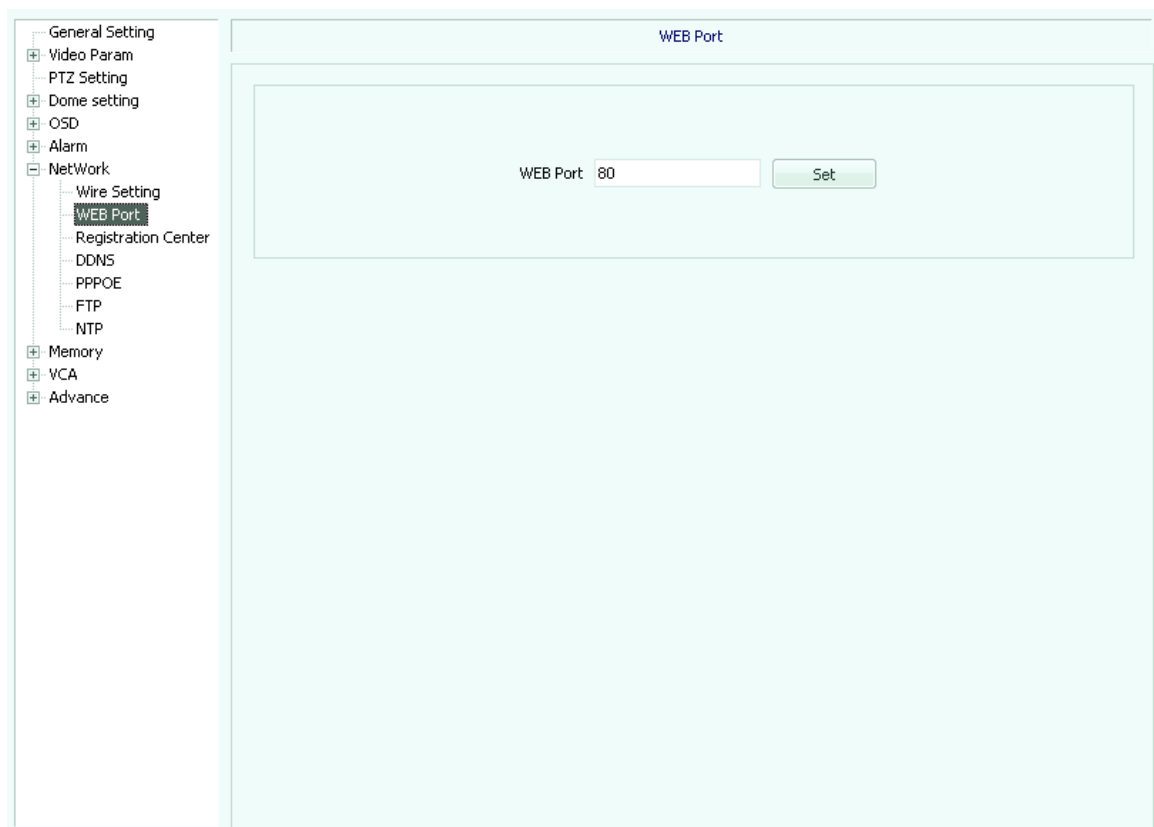 General Setting
Video Param
PTZ Setting
Dome setting
OSD
Alarm
NetWork
Wire Setting
WEB Port
Registration Center
DDNS
PPPOE
FTP
NTP
Memory
VCA
Advance
WEB Port
WEB Port 80 Set